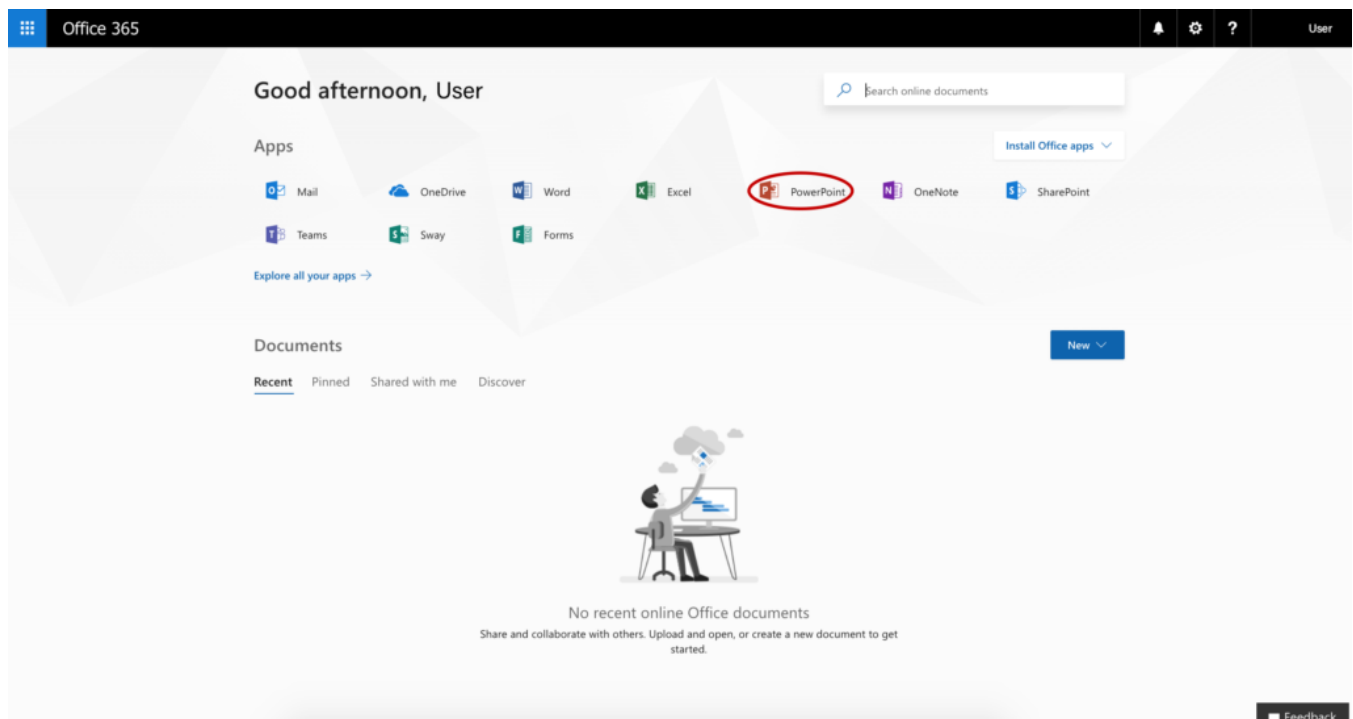 Office 365
?
User
Good afternoon, User
Search online documents
Apps
Install Office apps
Mail
OneDrive
Word
Excel
PowerPoint
OneNote
SharePoint
Teams
Sway
Forms
Explore all your apps →
Documents
New
Recent
Pinned
Shared with me
Discover
No recent online Office documents
Share and collaborate with others. Upload and open, or create a new document to get
started.
Feedback